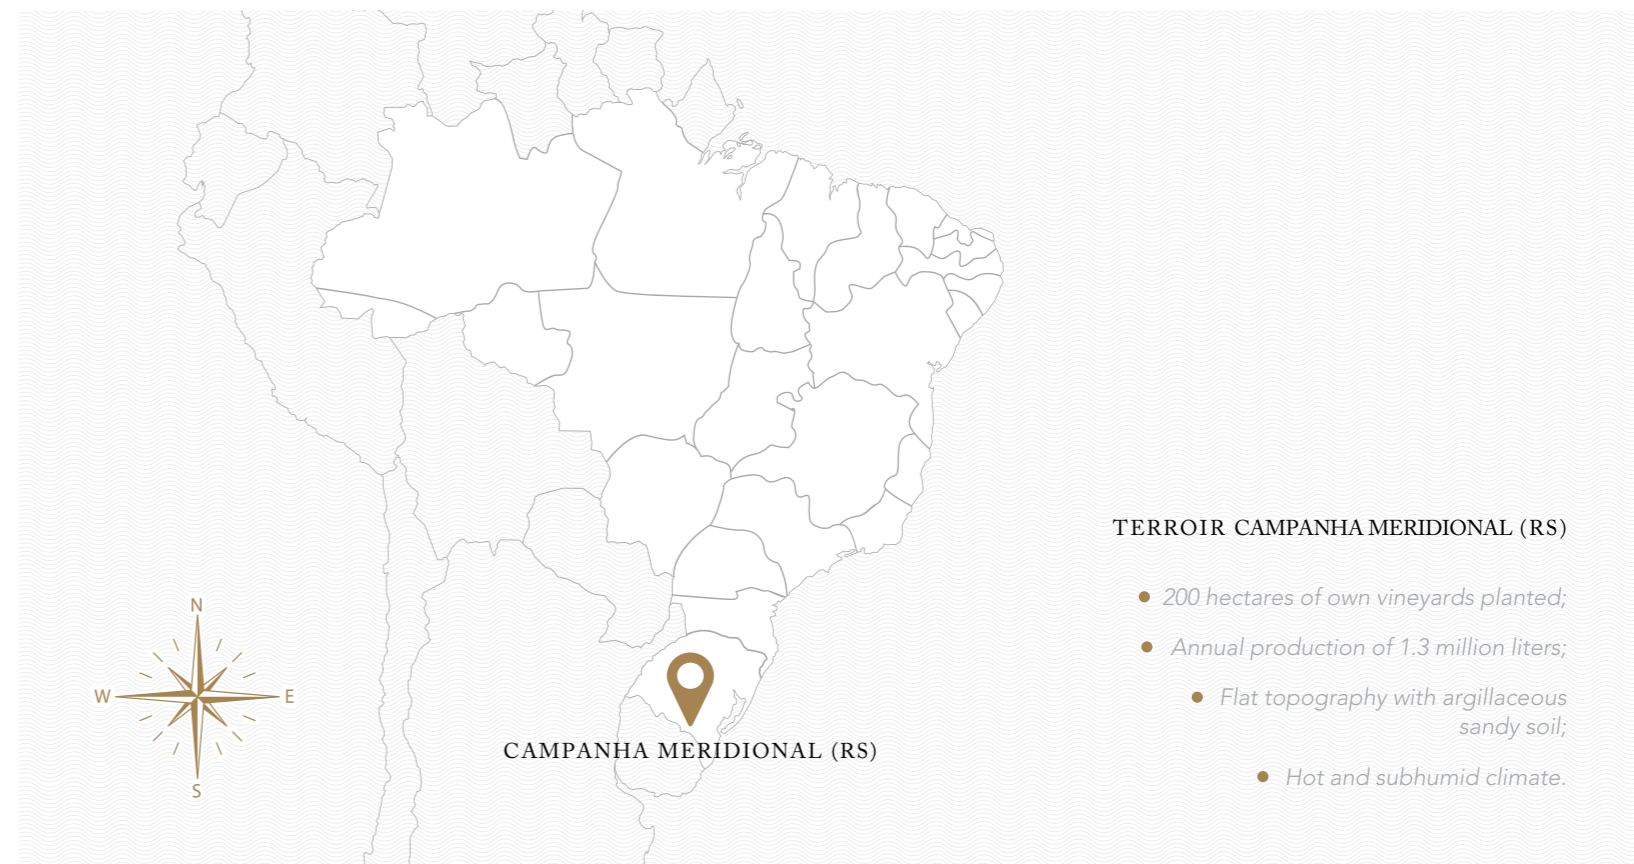 TERROIR CAMPANHA MERIDIONAL (RS)
200 hectares of own vineyards planted;
Annual production of 1.3 million liters;
Flat topography with argillaceous
sandy soil;
Hot and subhumid climate.
N
W
E
S
CAMPANHA MERIDIONAL (RS)